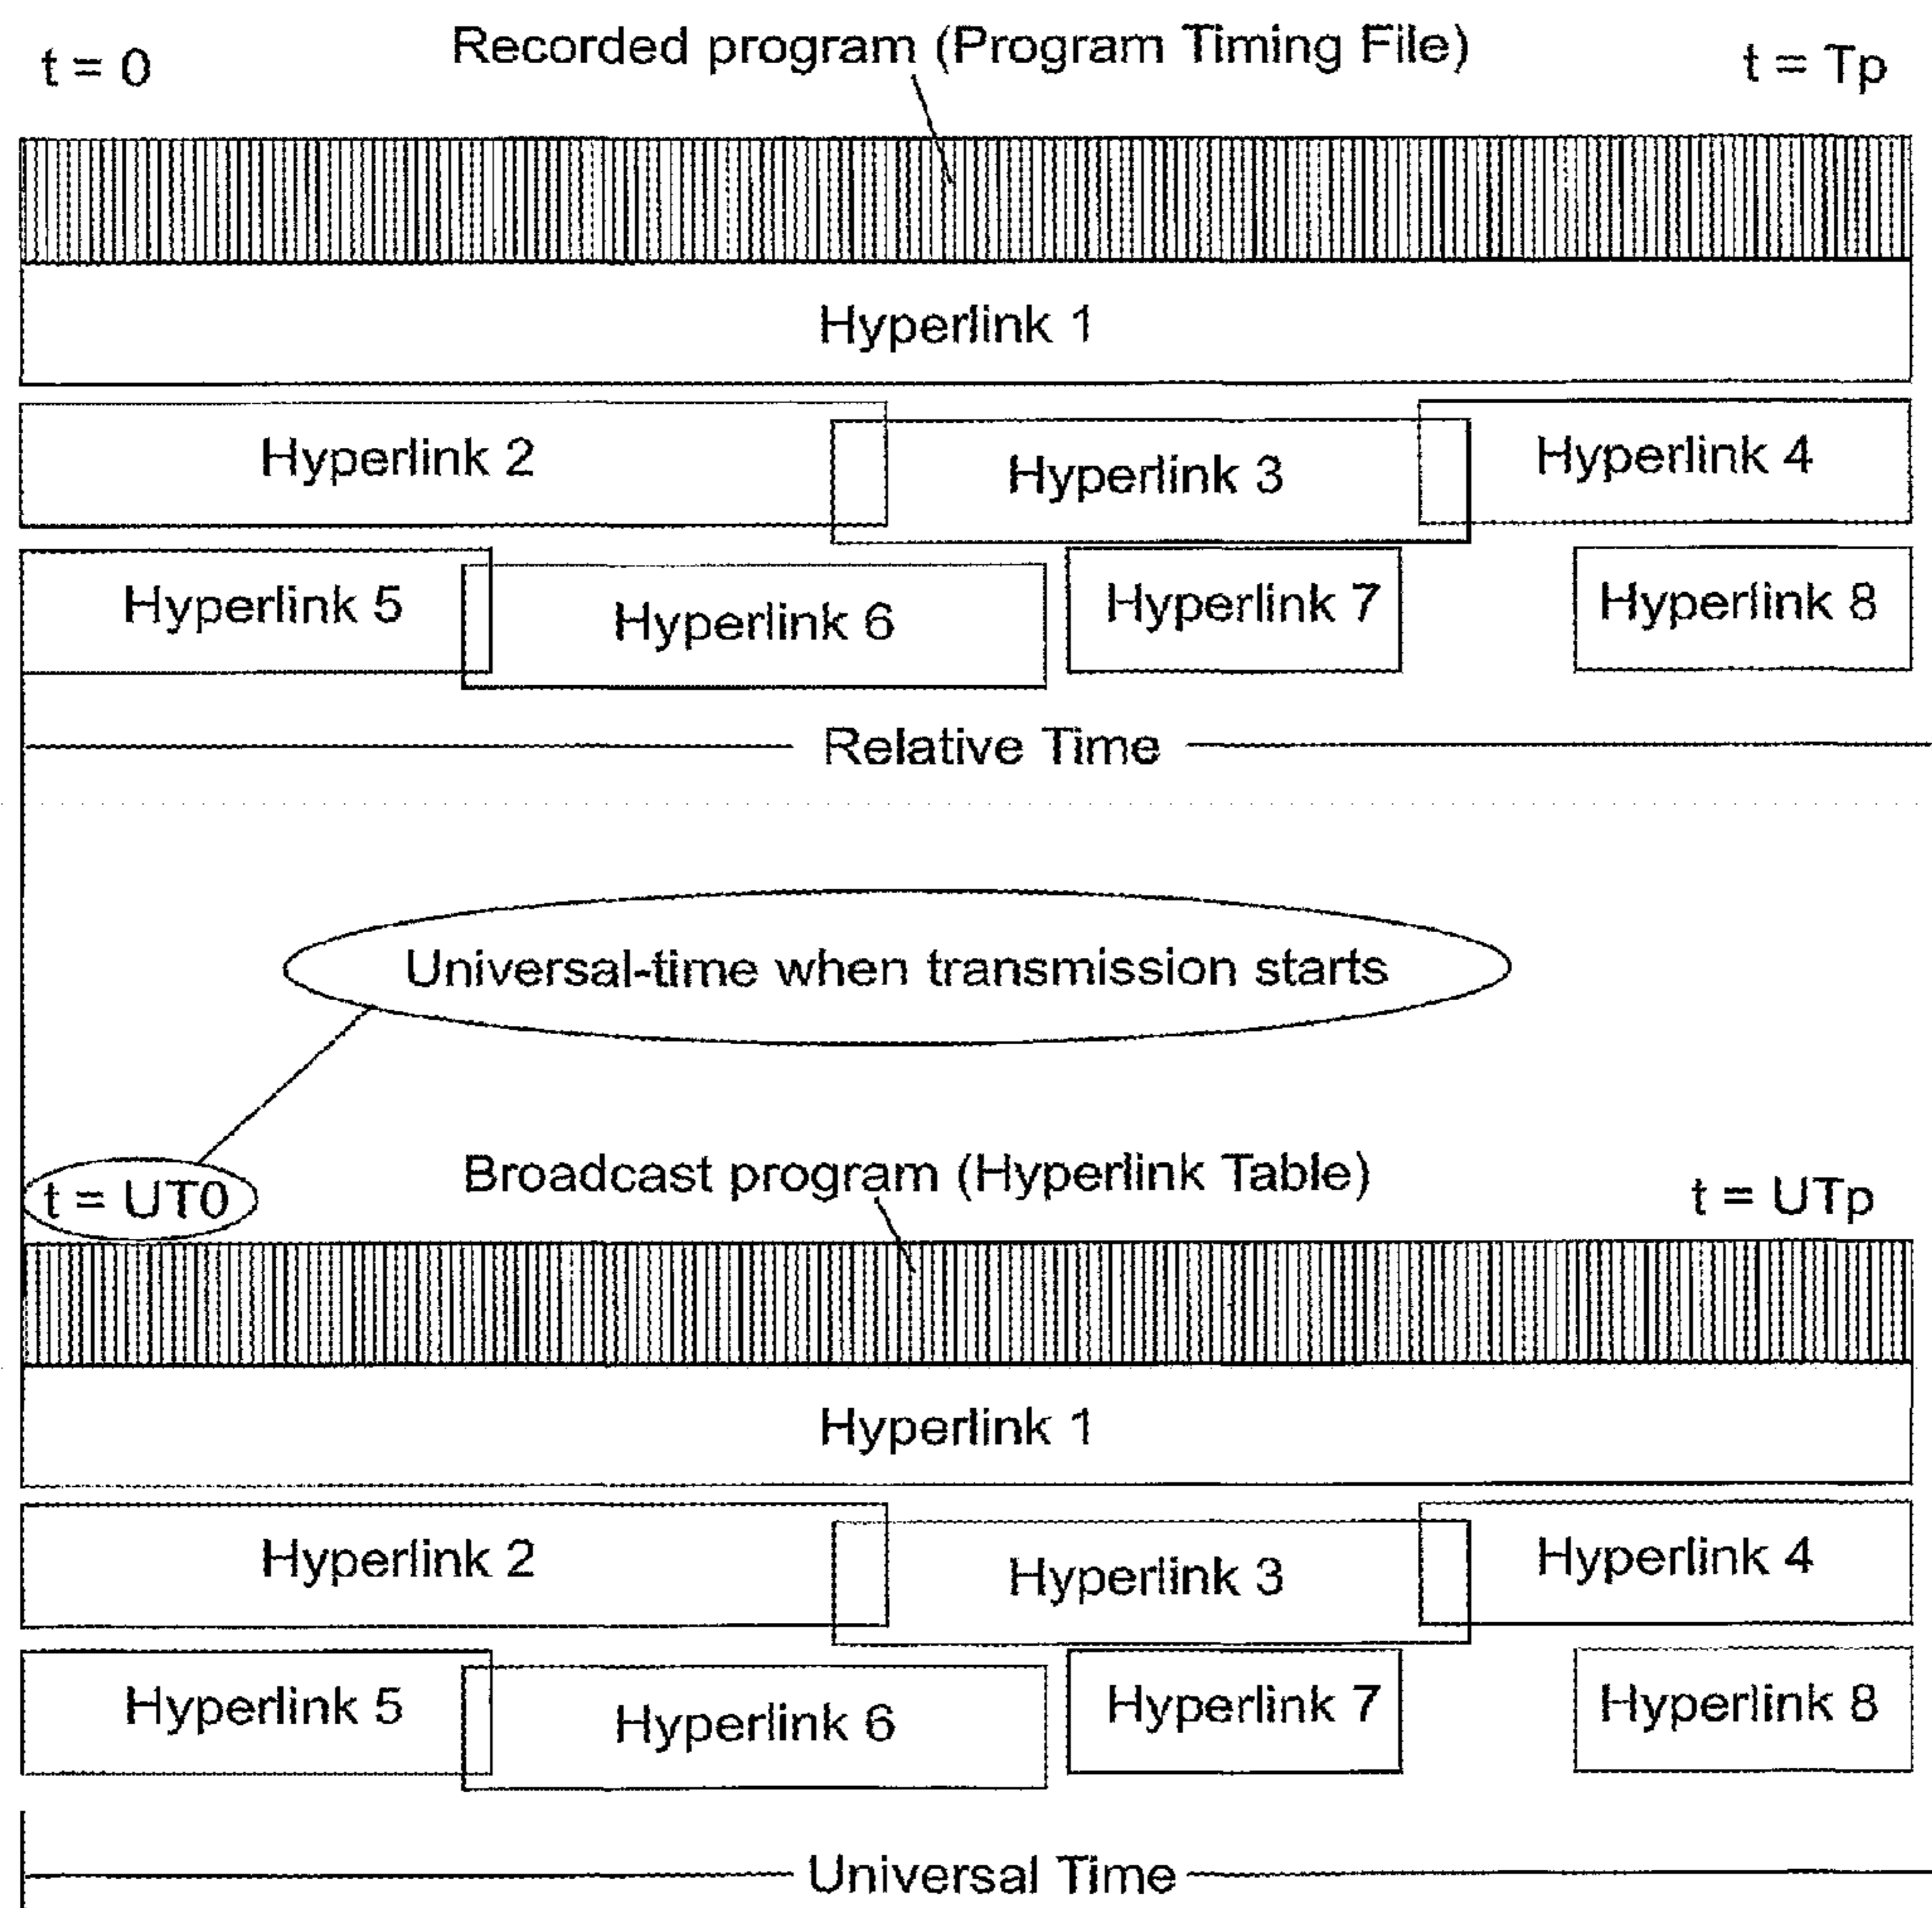 t = 0
Recorded program (Program Timing File)
t = Tp
Hyperlink 1
Hyperlink 2
Hyperlink 3
Hyperlink 4
Hyperlink 5
Hyperlink 6
Hyperlink 7
Hyperlink 8
Relative Time
Universal-time when transmission starts
t = UT0
Broadcast program (Hyperlink Table)
t = UTp
Hyperlink 1
Hyperlink 2
Hyperlink 3
Hyperlink 4
Hyperlink 5
Hyperlink 6
Hyperlink 7
Hyperlink 8
Universal Time